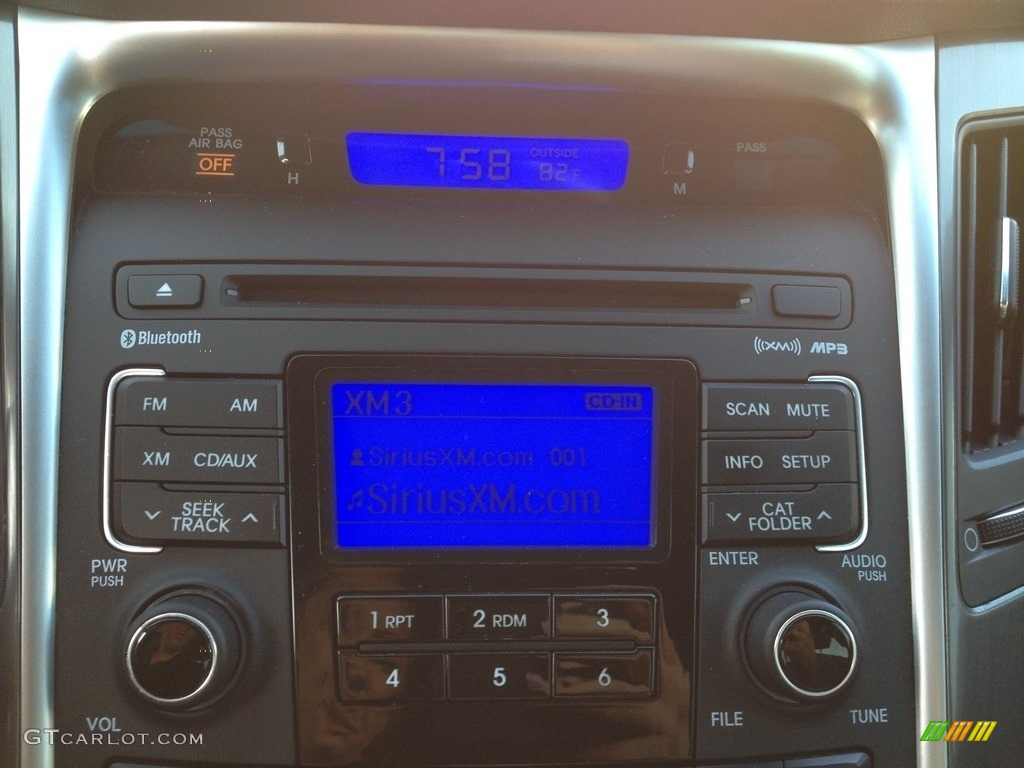 PASS
AIR BAG
OFF
H
7:58
OUTSIDE
82F
M
PASS
Bluetooth
((XM)) MP3
FM AM
XM CD/AUX
SEEK
TRACK
XM3 CD-IN
SiriusXM.com 001
SiriusXM.com
SCAN MUTE
INFO SETUP
CAT
FOLDER
PWR
PUSH
ENTER
AUDIO
PUSH
1 RPT 2 RDM 3
4 5 6
VOL
FILE TUNE
GTCARLOT.COM